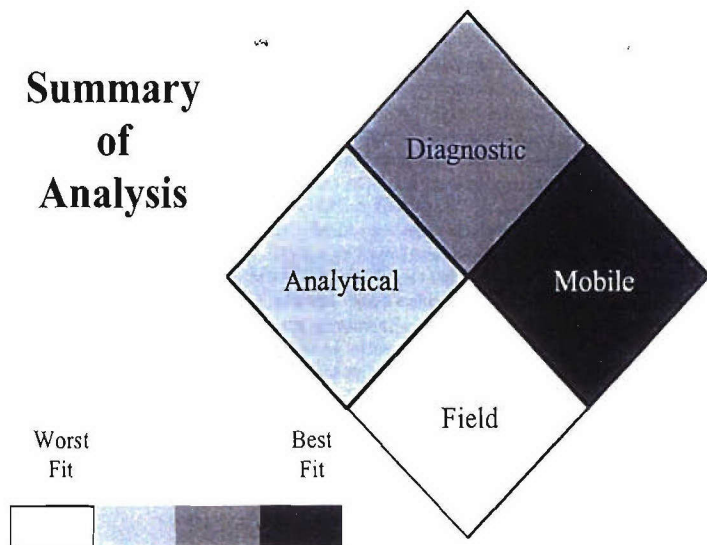 Summary
of
Analysis
Diagnostic
Analytical
Mobile
Field
Worst
Fit
Best
Fit